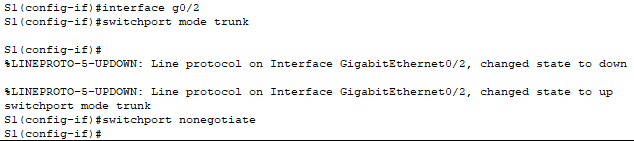 S1(config-if)#interface g0/2
S1(config-if)#switchport mode trunk
S1(config-if)#
%LINEPROTO-5-UPDOWN: Line protocol on Interface GigabitEthernet0/2, changed state to down
%LINEPROTO-5-UPDOWN: Line protocol on Interface GigabitEthernet0/2, changed state to up
switchport mode trunk
S1(config-if)#switchport nonegotiate
S1(config-if)#